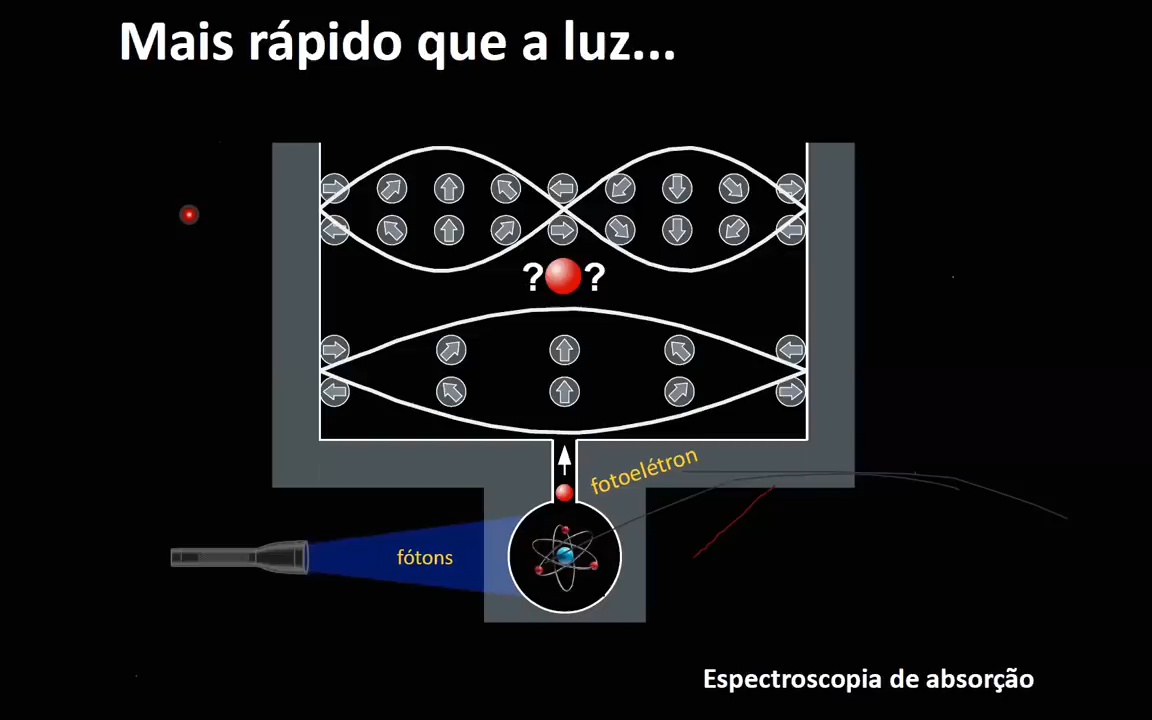 Mais rápido que a luz...
? ?
fotoelétron
fótons
Espectroscopia de absorção